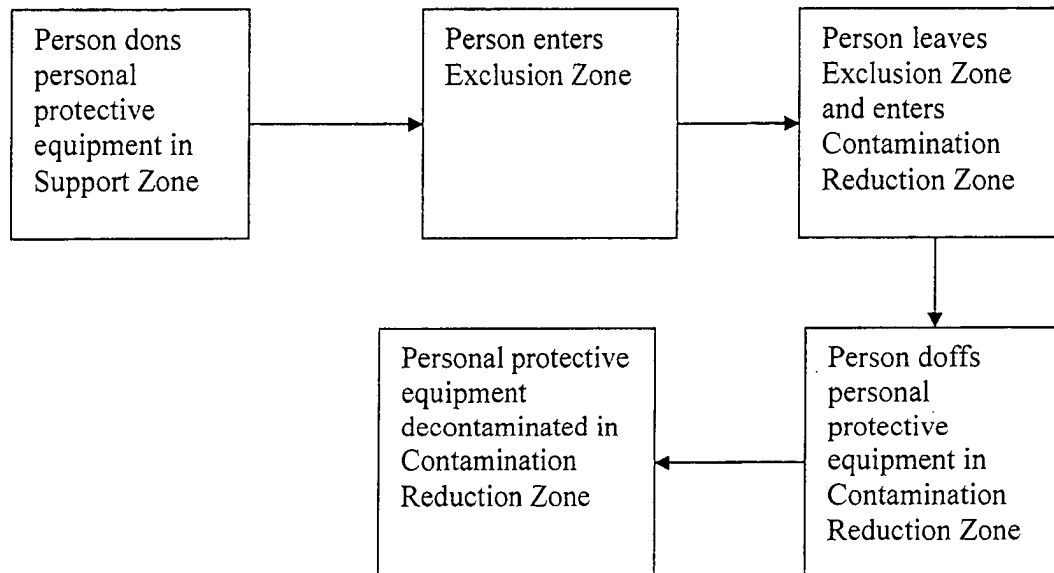 Person dons
personal
protective
equipment in
Support Zone
Person enters
Exclusion Zone
Person leaves
Exclusion Zone
and enters
Contamination
Reduction Zone
Person doffs
personal
protective
equipment in
Contamination
Reduction Zone
Personal protective
equipment
decontaminated in
Contamination
Reduction Zone